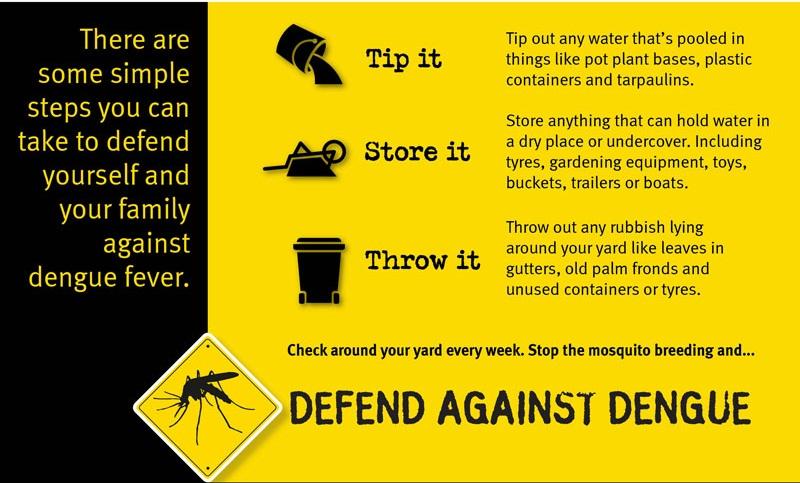 There are
some simple
steps you can
take to defend
yourself and
your family
against
dengue fever.
Tip it
Tip out any water that's pooled in
things like pot plant bases, plastic
containers and tarpaulins.
Store it
Store anything that can hold water in
a dry place or undercover. Including
tyres, gardening equipment, toys,
buckets, trailers or boats.
Throw it
Throw out any rubbish lying
around your yard like leaves in
gutters, old palm fronds and
unused containers or tyres.
Check around your yard every week. Stop the mosquito breeding and...
DEFEND AGAINST DENGUE